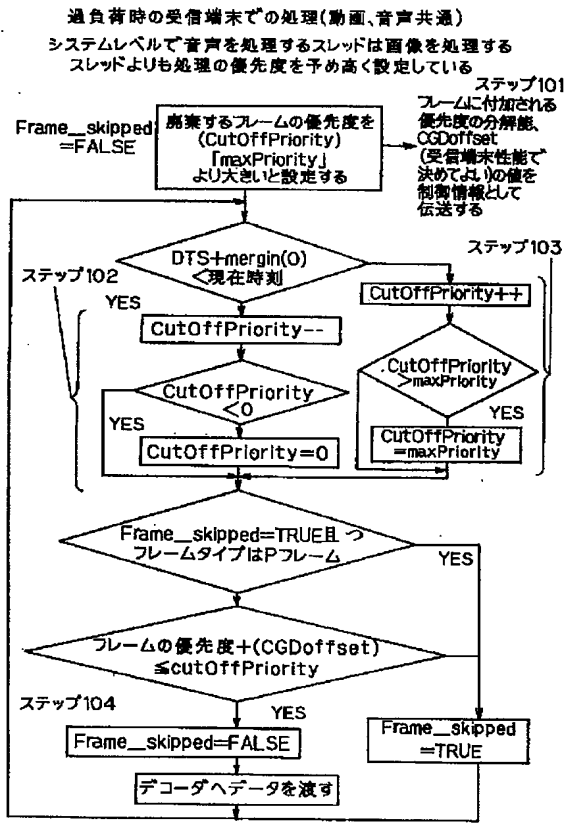 過負荷時の受信端末での処理(動画、音声共通)
システムレベルで音声を処理するスレッドは画像を処理する
スレッドよりも処理の優先度を予め高く設定している
ステップ101
フレームに付加される
優先度の分解能、
CGDoffset
(受信端末性能で
決めてよい)の値を
制御情報として
伝送する
Frame__skipped
=FALSE
廃棄するフレームの優先度を
(CutOffPriority)
「maxPriority」
より大きいと設定する
ステップ103
DTS+mergin(0)
<現在時刻
ステップ102
YES
CutOffPriority--
CutOffPriority++
CutOffPriority
<0
CutOffPriority
>maxPriority
YES
YES
CutOffPriority=0
CutOffPriority
=maxPriority
Frame__skipped==TRUE且つ
フレームタイプはPフレーム
YES
フレームの優先度+(CGDoffset)
≦cutOffPriority
ステップ104
YES
Frame__skipped=FALSE
Frame__skipped
=TRUE
デコーダへデータを渡す